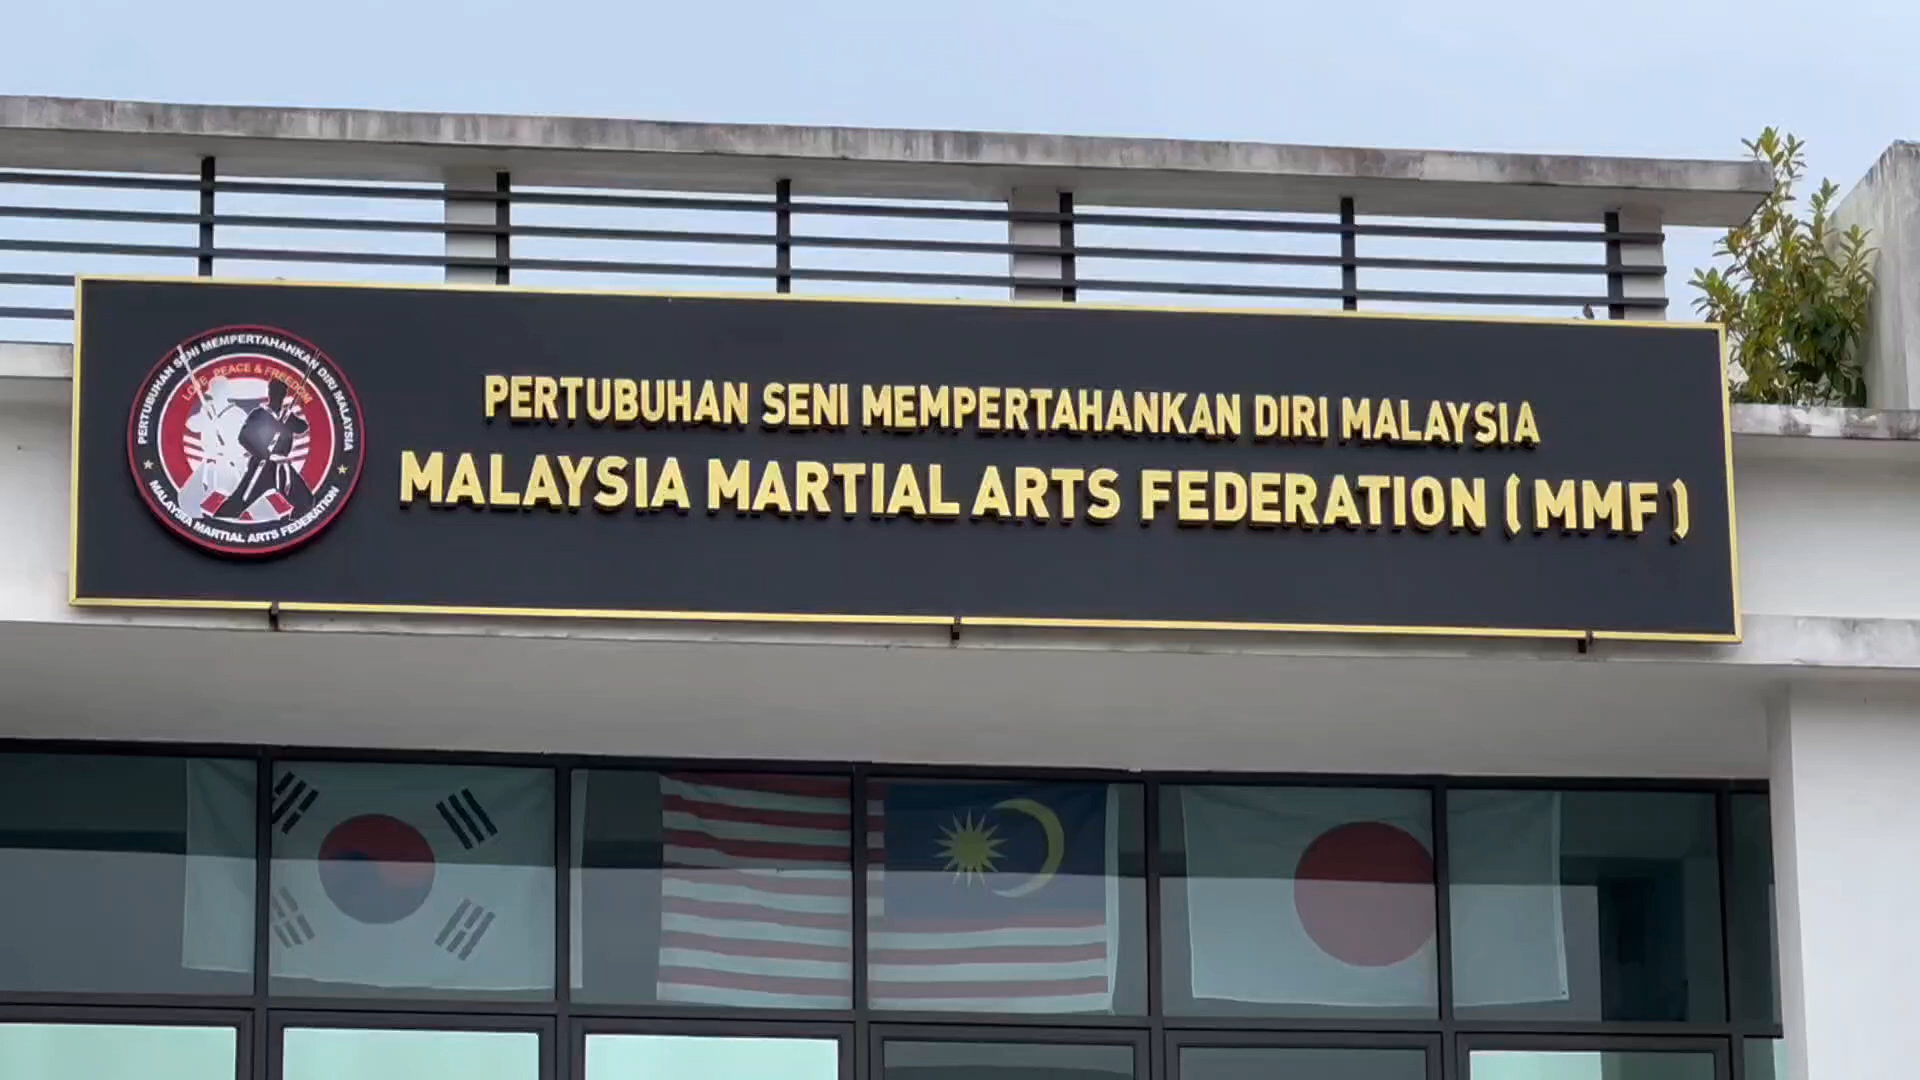 PERTUBUHAN SENI MEMPERTAHANKAN DIRI MALAYSIA
LOVE, PEACE & FREEDOM
MALAYSIA MARTIAL ARTS FEDERATION
PERTUBUHAN SENI MEMPERTAHANKAN DIRI MALAYSIA
MALAYSIA MARTIAL ARTS FEDERATION (MMF)